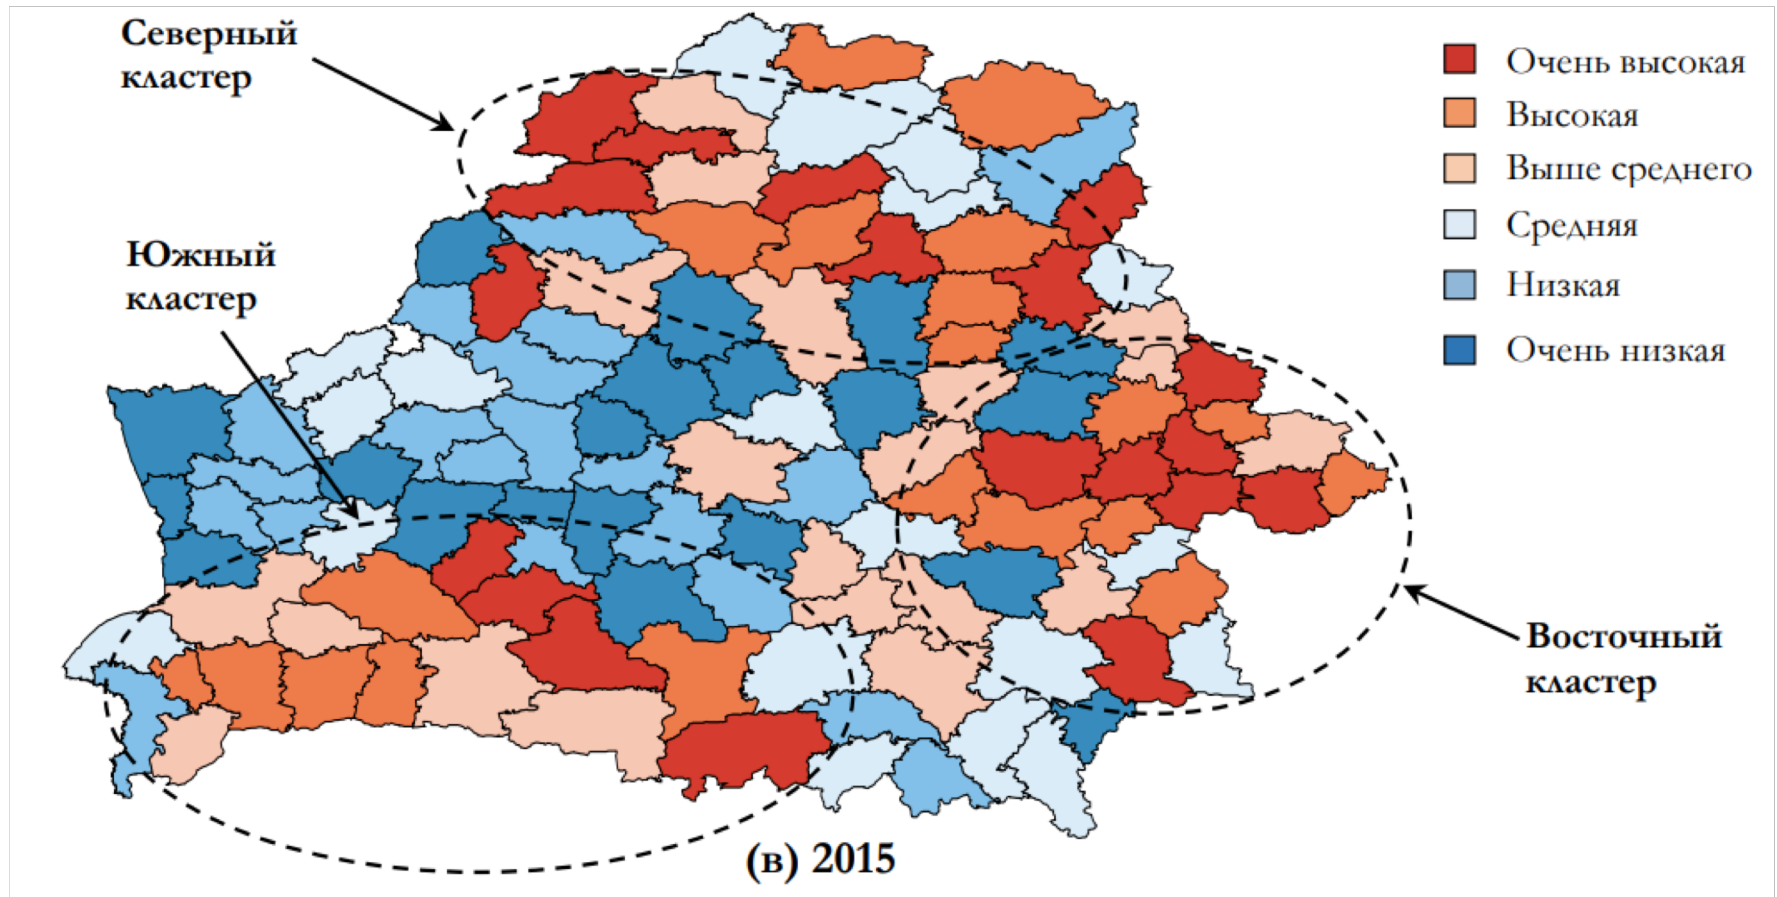 Северный
кластер
Южный
кластер
Очень высокая
Высокая
Выше среднего
Средняя
Низкая
Очень низкая
Восточный
кластер
(в) 2015